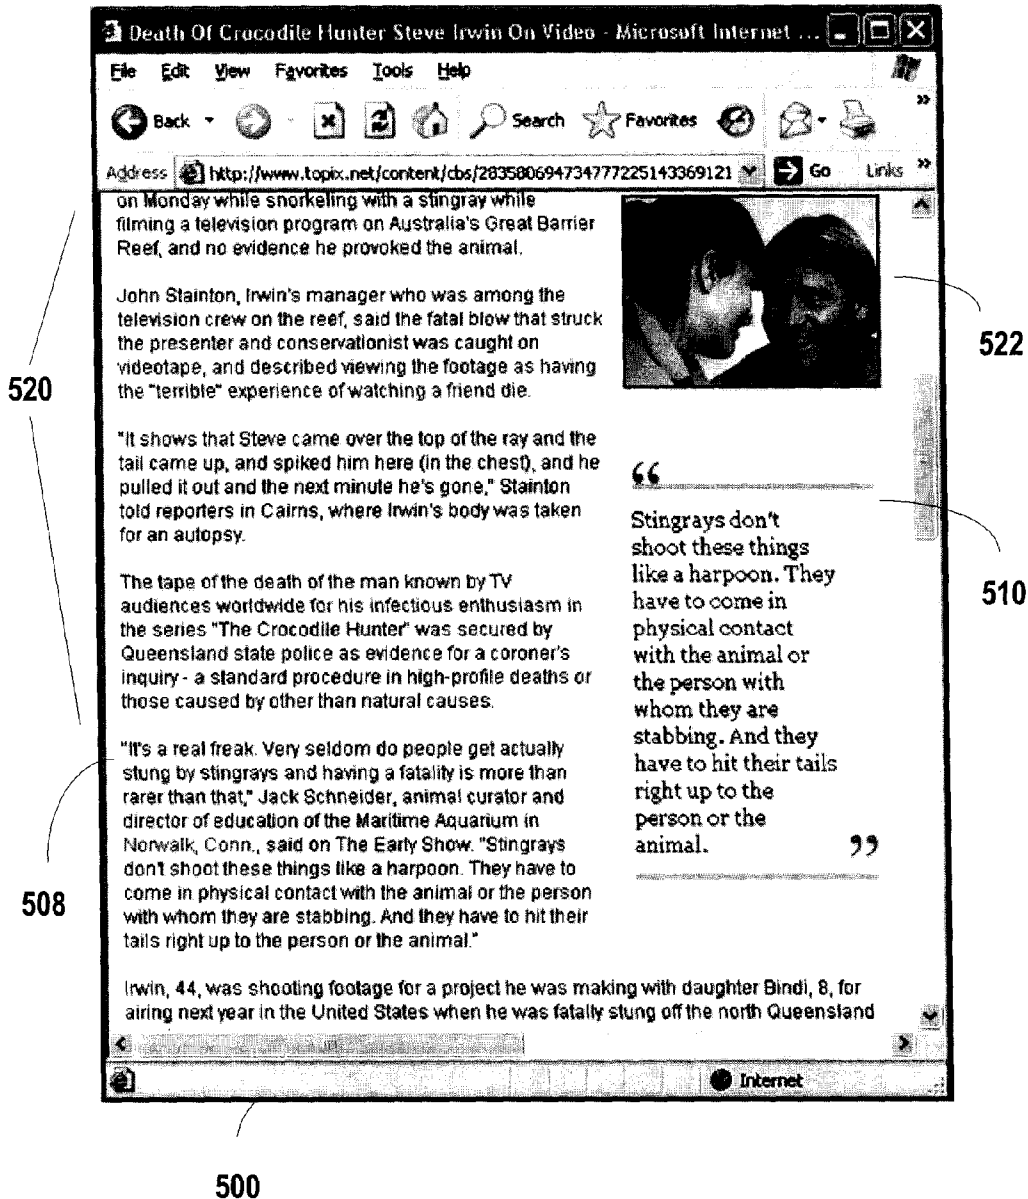 Death Of Crocodile Hunter Steve Irwin On Video - Microsoft Internet ...
File Edit View Favorites Tools Help
Back Search Favorites
Address http://www.topix.net/content/cbs/2835806947347772225143369121 Go Links
on Monday while snorkeling with a stingray while
filming a television program on Australia's Great Barrier
Reef, and no evidence he provoked the animal.
John Stainton, Irwin's manager who was among the
television crew on the reef, said the fatal blow that struck
the presenter and conservationist was caught on
videotape, and described viewing the footage as having
the "terrible" experience of watching a friend die.
"It shows that Steve came over the top of the ray and the
tail came up, and spiked him here (in the chest), and he
pulled it out and the next minute he's gone," Stainton
told reporters in Cairns, where Irwin's body was taken
for an autopsy.
The tape of the death of the man known by TV
audiences worldwide for his infectious enthusiasm in
the series "The Crocodile Hunter" was secured by
Queensland state police as evidence for a coroner's
inquiry - a standard procedure in high-profile deaths or
those caused by other than natural causes.
"It's a real freak. Very seldom do people get actually
stung by stingrays and having a fatality is more than
rarer than that," Jack Schneider, animal curator and
director of education of the Maritime Aquarium in
Norwalk, Conn., said on The Early Show. "Stingrays
don't shoot these things like a harpoon. They have to
come in physical contact with the animal or the person
with whom they are stabbing. And they have to hit their
tails right up to the person or the animal."
Irwin, 44, was shooting footage for a project he was making with daughter Bindi, 8, for
airing next year in the United States when he was fatally stung off the north Queensland
“
Stingrays don't
shoot these things
like a harpoon. They
have to come in
physical contact
with the animal or
the person with
whom they are
stabbing. And they
have to hit their tails
right up to the
person or the
animal. ”
Internet
520
522
510
508
500